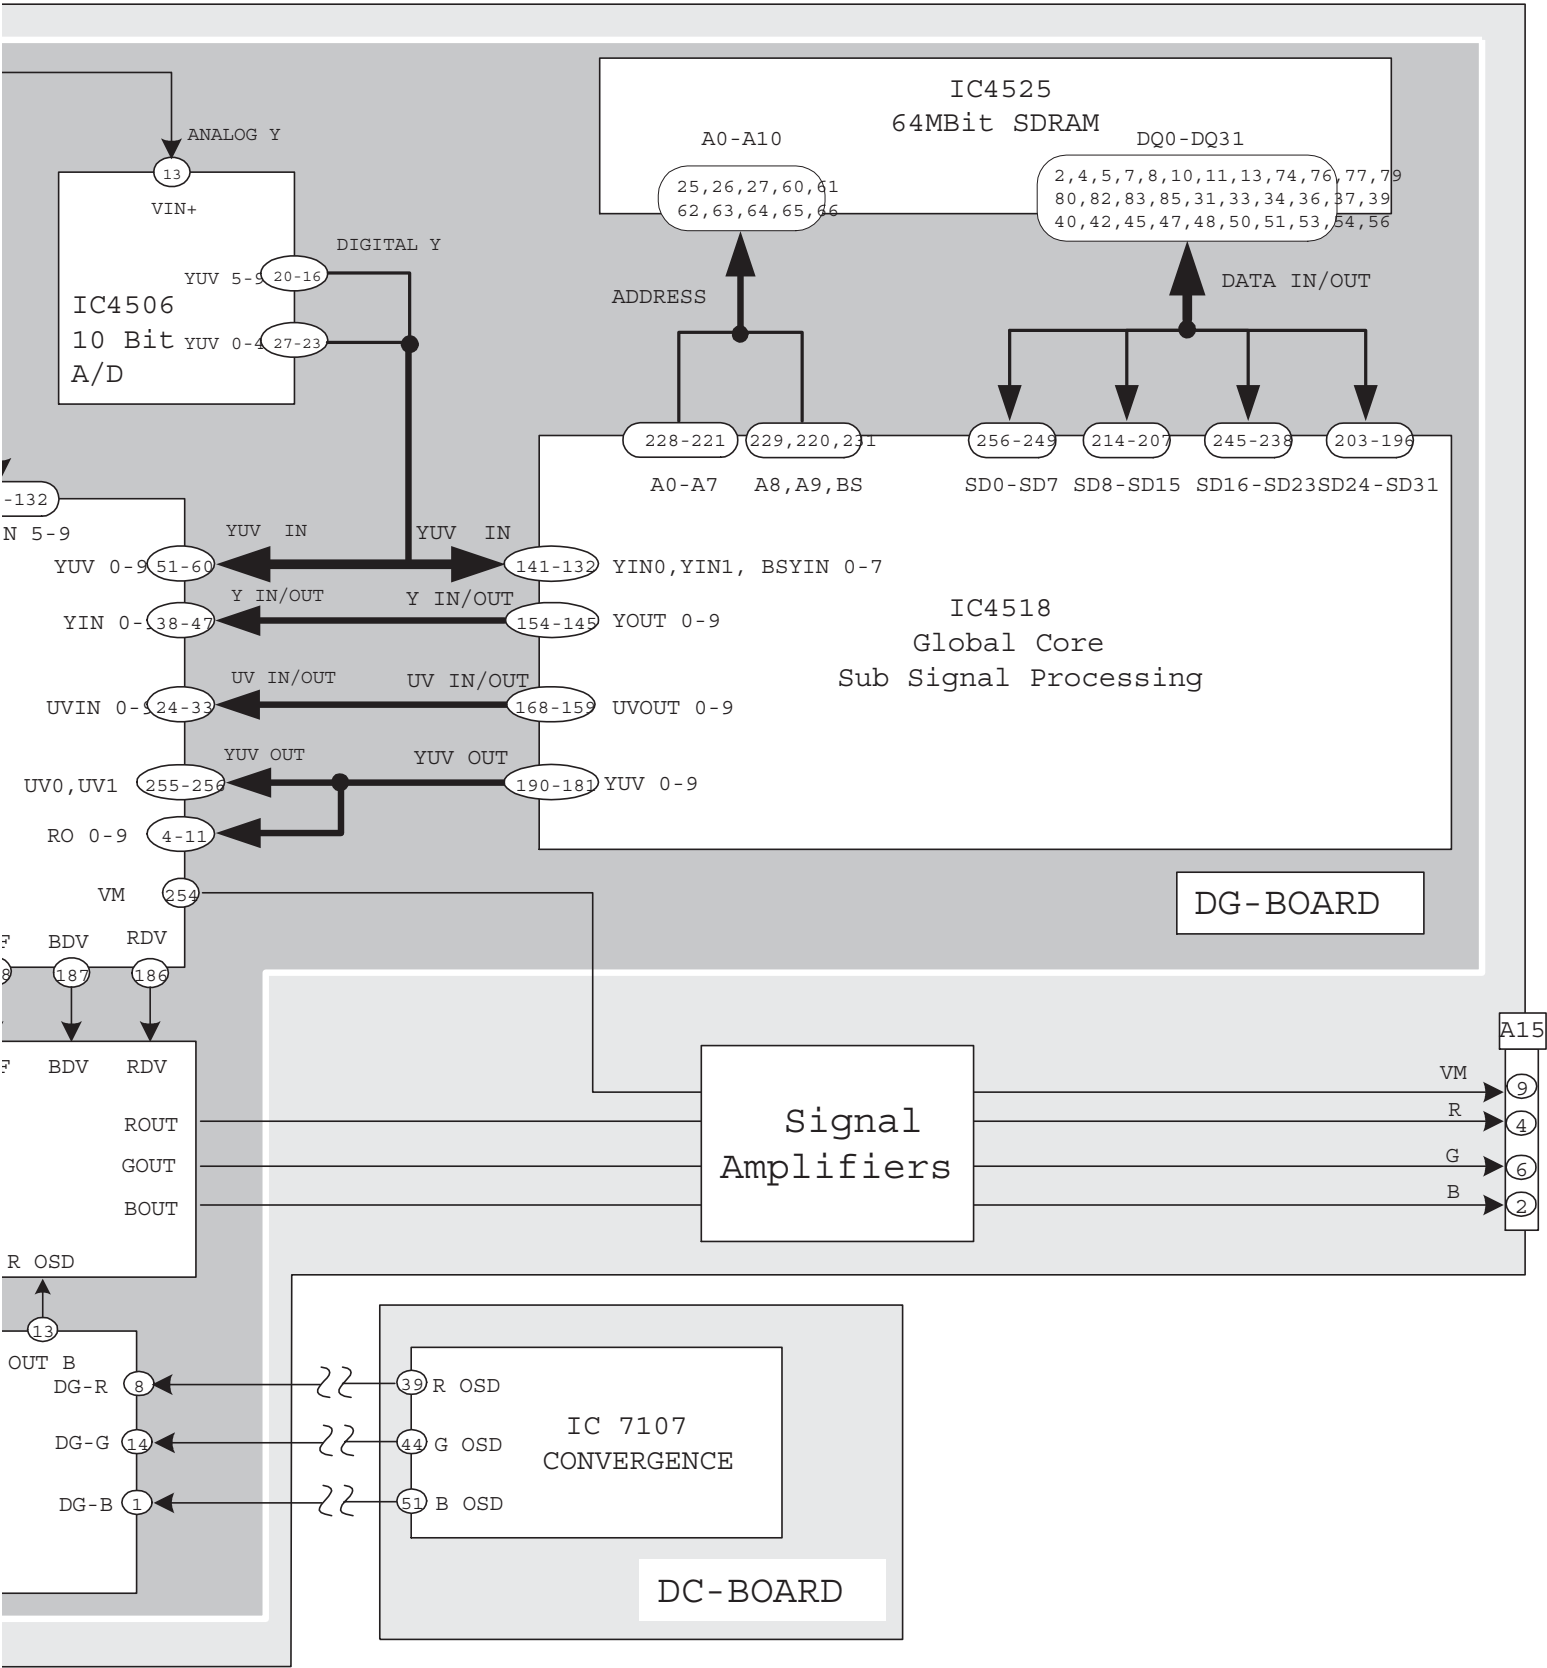 IC4525
64MBit SDRAM
A0-A10
DQ0-DQ31
25,26,27,60,61
62,63,64,65,66
2,4,5,7,8,10,11,13,74,76,77,79
80,82,83,85,31,33,34,36,37,39
40,42,45,47,48,50,51,53,54,56
ANALOG Y
13
VIN+
DIGITAL Y
YUV 5-9
20-16
IC4506
10 Bit
A/D
YUV 0-4
27-23
ADDRESS
DATA IN/OUT
228-221
229,220,231
256-249
214-207
245-238
203-196
A0-A7
A8,A9,BS
SD0-SD7
SD8-SD15
SD16-SD23
SD24-SD31
-132
N 5-9
YUV IN
YUV IN
YUV 0-9
51-60
141-132
YIN0,YIN1, BSYIN 0-7
Y IN/OUT
Y IN/OUT
YIN 0-9
38-47
154-145
YOUT 0-9
IC4518
Global Core
Sub Signal Processing
UV IN/OUT
UV IN/OUT
UVIN 0-9
24-33
168-159
UVOUT 0-9
YUV OUT
YUV OUT
UV0,UV1
255-256
190-181
YUV 0-9
RO 0-9
4-11
VM
254
DG-BOARD
F
BDV
RDV
8
187
186
F
BDV
RDV
ROUT
GOUT
BOUT
Signal
Amplifiers
A15
VM
9
R
4
G
6
B
2
R OSD
13
OUT B
DG-R
8
39
R OSD
DG-G
14
44
G OSD
DG-B
1
51
B OSD
IC 7107
CONVERGENCE
DC-BOARD